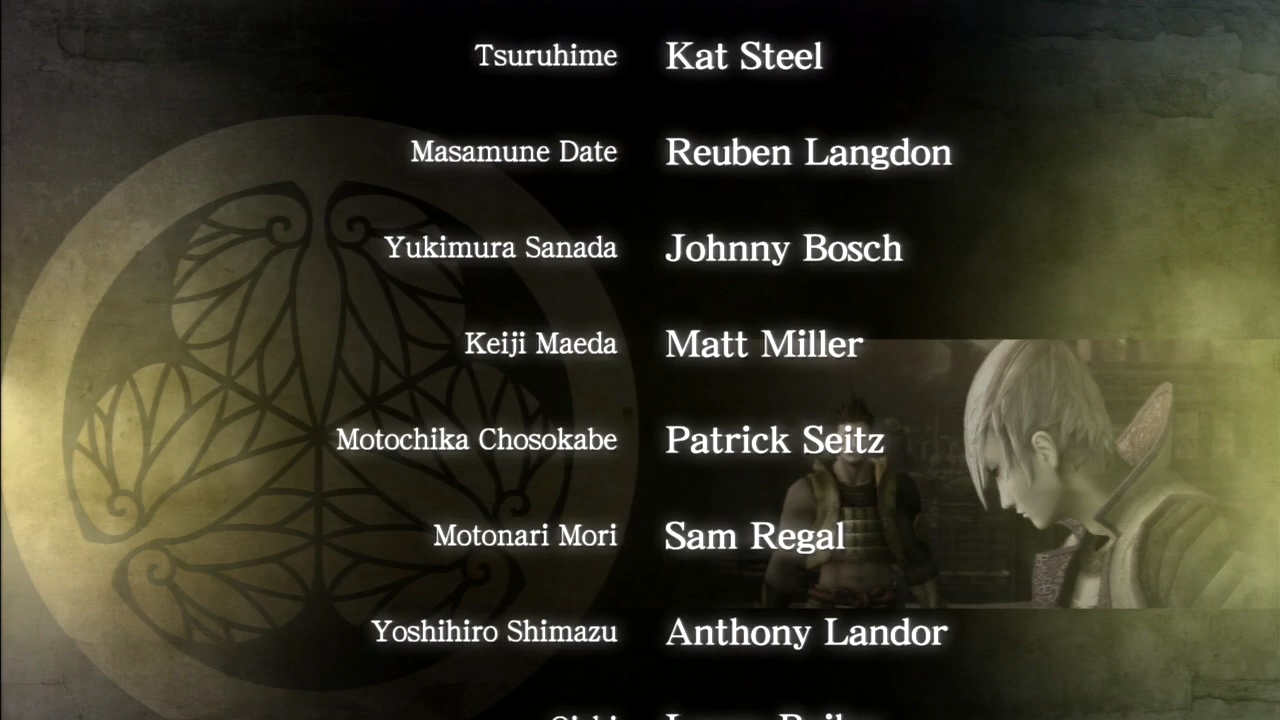 Tsuruhime Kat Steel
Masamune Date Reuben Langdon
Yukimura Sanada Johnny Bosch
Keiji Maeda Matt Miller
Motochika Chosokabe Patrick Seitz
Motonari Mori Sam Regal
Yoshihiro Shimazu Anthony Landor